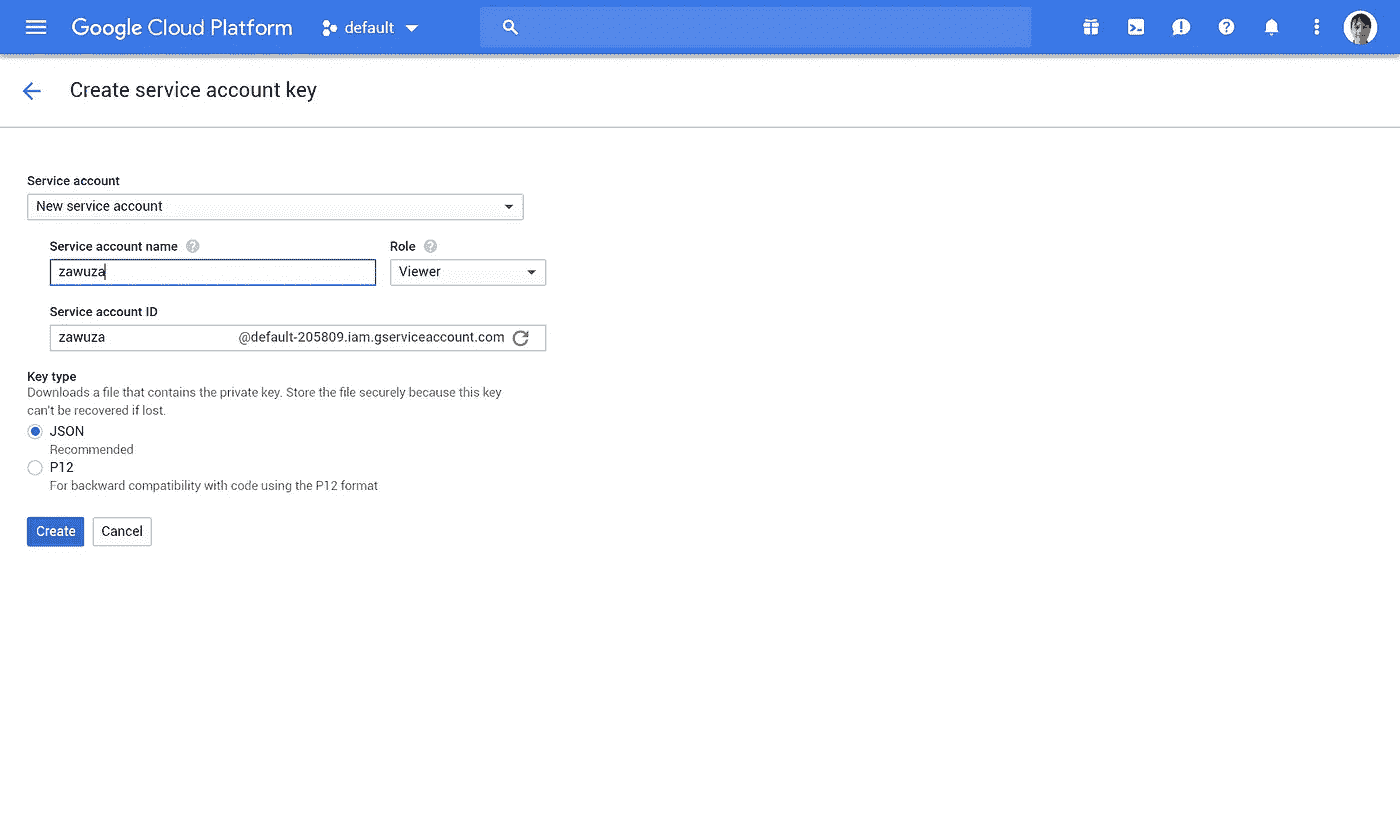 Google Cloud Platform default
Create service account key
Service account
New service account
Service account name Role
zawuza Viewer
Service account ID
zawuza @default-205809.iam.gserviceaccount.com
Key type
Downloads a file that contains the private key. Store the file securely because this key
can't be recovered if lost.
JSON
Recommended
P12
For backward compatibility with code using the P12 format
Create Cancel